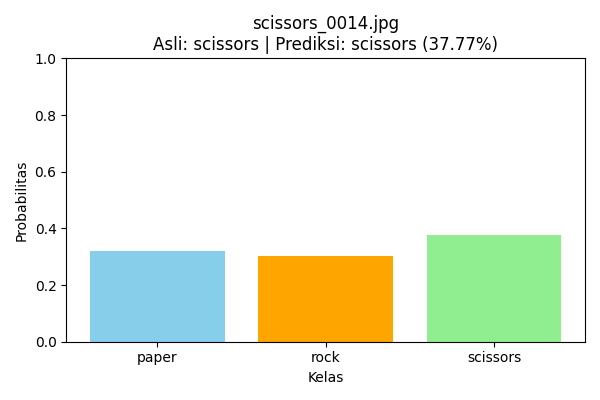 scissors_0014.jpg
Asli: scissors | Prediksi: scissors (37.77%)
1.0
0.8
0.6
0.4
0.2
0.0
Probabilitas
paper
rock
scissors
Kelas